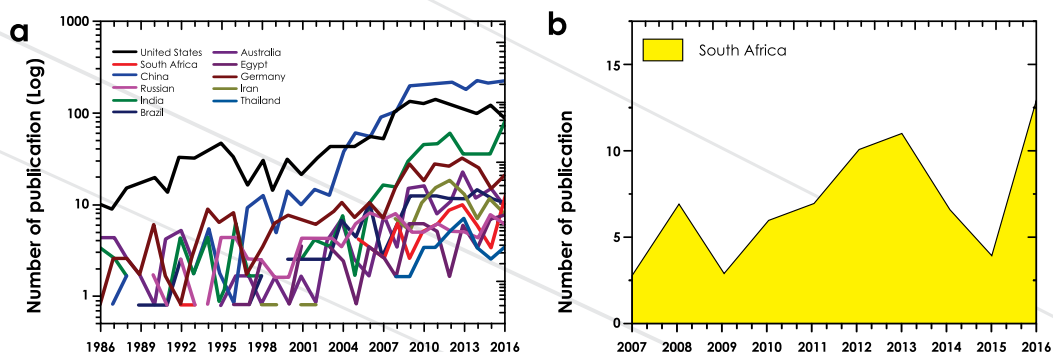 a
Number of publication (Log)
1000
1000
100
10
1
United States
South Africa
China
Russian
India
Brazil
Australia
Egypt
Germany
Iran
Thailand
1986 1989 1992 1995 1998 2001 2004 2007 2010 2013 2016
b
Number of publication
15
10
5
0
South Africa
2007 2008 2009 2010 2011 2012 2013 2014 2015 2016